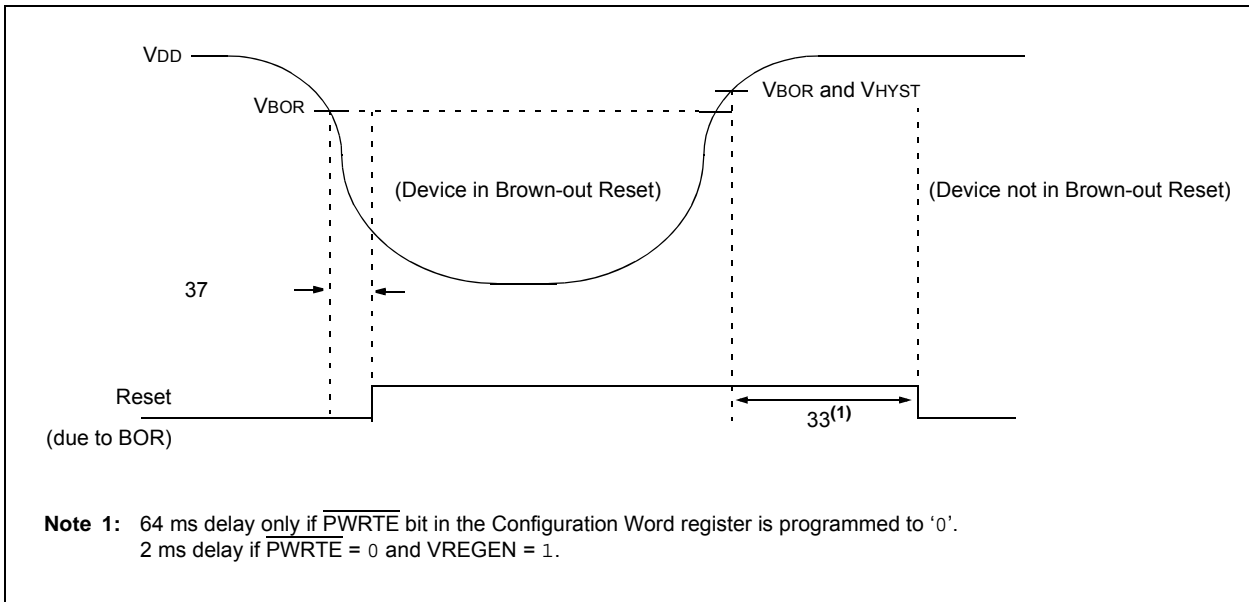 VDD
VBOR
VBOR and VHYST
(Device in Brown-out Reset)
(Device not in Brown-out Reset)
37
Reset
33(1)
(due to BOR)
Note 1: 64 ms delay only if PWRTE bit in the Configuration Word register is programmed to ‘0’.
2 ms delay if PWRTE = 0 and VREGEN = 1.